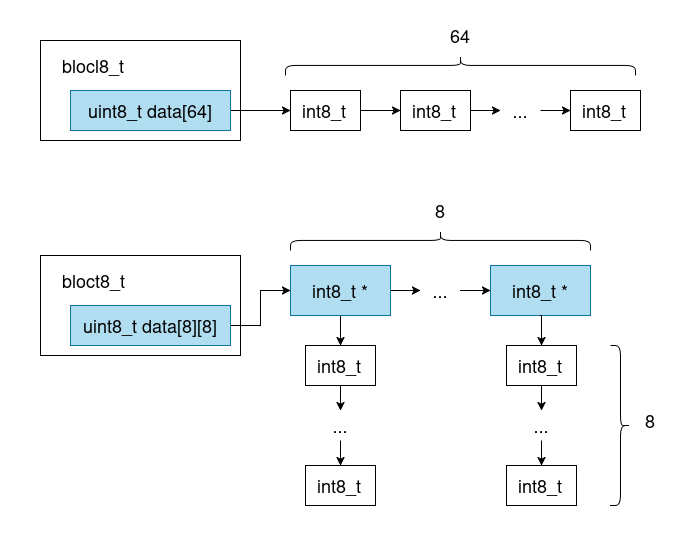 64
blocl8_t
uint8_t data[64]
int8_t
int8_t
...
int8_t
8
bloct8_t
int8_t *
...
int8_t *
uint8_t data[8][8]
int8_t
int8_t
...
...
8
int8_t
int8_t